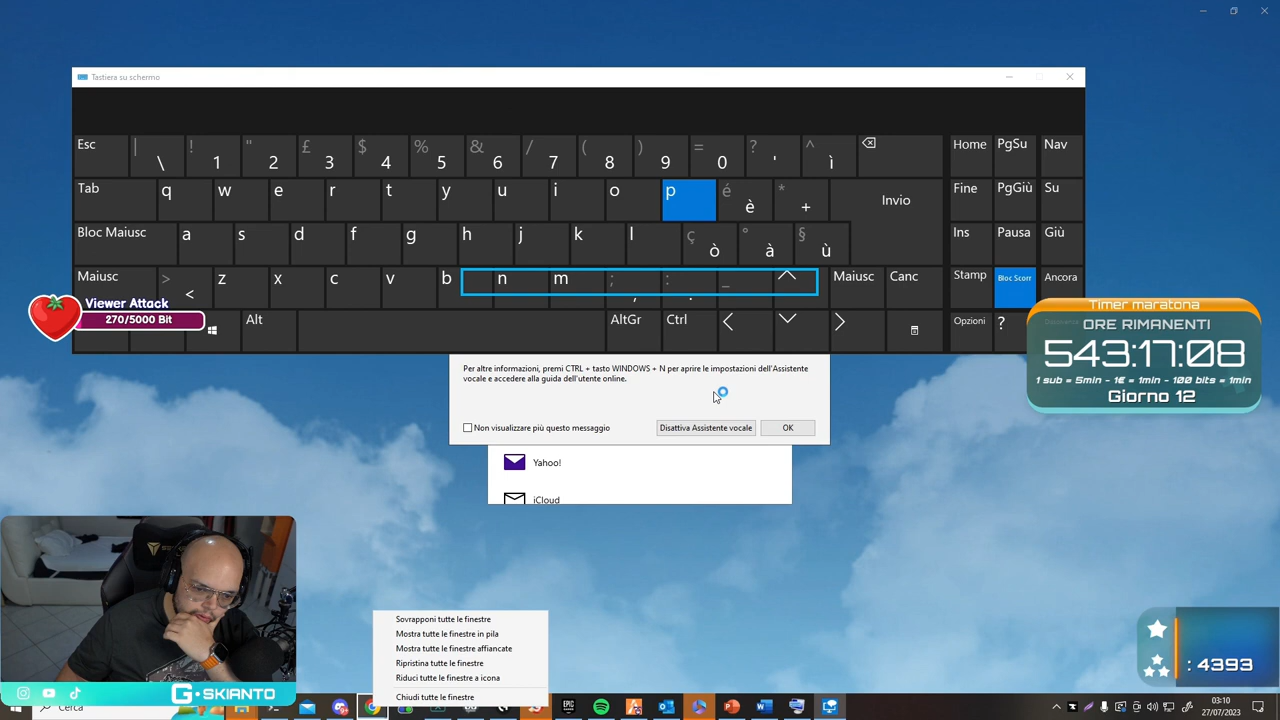 Tastiera su schermo
Esc | \ ! 1 " 2 £ 3 $ 4 % 5 & 6 / 7 ( 8 ) 9 = 0 ? ' ^ ì Home PgSu Nav
Tab q w e r t y u i o p é è * + Invio Fine PgGiù Su
Bloc Maiusc a s d f g h j k l ç ò ° à § ù Ins Pausa Giù
Maiusc > < z x c v b n m ; , : . _ Maiusc Canc Stamp Bloc Scorr Ancora
Alt AltGr Ctrl Opzioni ?
Viewer Attack
270/5000 Bit
Timer maratona
ORE RIMANENTI
543:17:08
1 sub = 5min - 1€ = 1min - 100 bits = 1min
Giorno 12
Per altre informazioni, premi CTRL + tasto WINDOWS + N per aprire le impostazioni dell'Assistente
vocale e accedere alla guida dell'utente online.
Non visualizzare più questo messaggio
Disattiva Assistente vocale
OK
Yahoo!
iCloud
Sovrapponi tutte le finestre
Mostra tutte le finestre in pila
Mostra tutte le finestre affiancate
Ripristina tutte le finestre
Riduci tutte le finestre a icona
Chiudi tutte le finestre
: 4393
G•SKIANTO
Cerca
EPIC
GAMES
03:10
27/07/2023